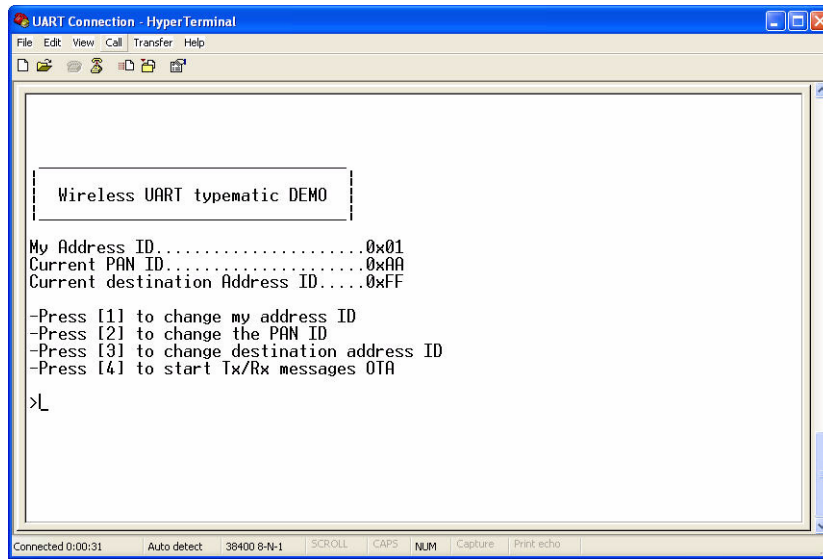 UART Connection - HyperTerminal
File Edit View Call Transfer Help
Wireless UART typematic DEMO
My Address ID......................0x01
Current PAN ID.....................0xAA
Current destination Address ID.....0xFF
-Press [1] to change my address ID
-Press [2] to change the PAN ID
-Press [3] to change destination address ID
-Press [4] to start Tx/Rx messages OTA
>_
Connected 0:00:31 Auto detect 38400 8-N-1 SCROLL CAPS NUM Capture Print echo